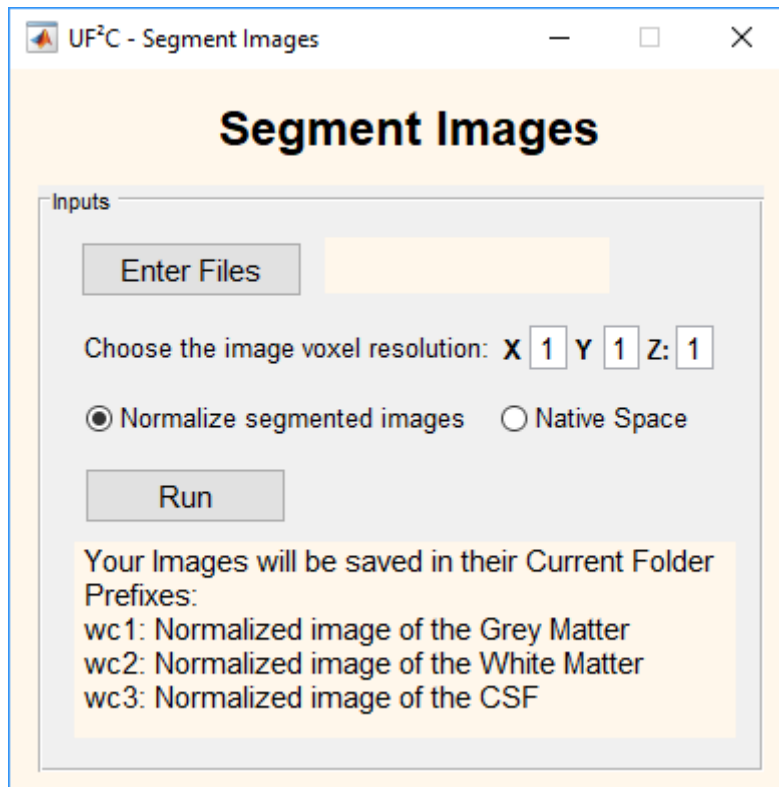 UF²C - Segment Images
Segment Images
Inputs
Enter Files
Choose the image voxel resolution: X 1 Y 1 Z: 1
Normalize segmented images Native Space
Run
Your Images will be saved in their Current Folder
Prefixes:
wc1: Normalized image of the Grey Matter
wc2: Normalized image of the White Matter
wc3: Normalized image of the CSF